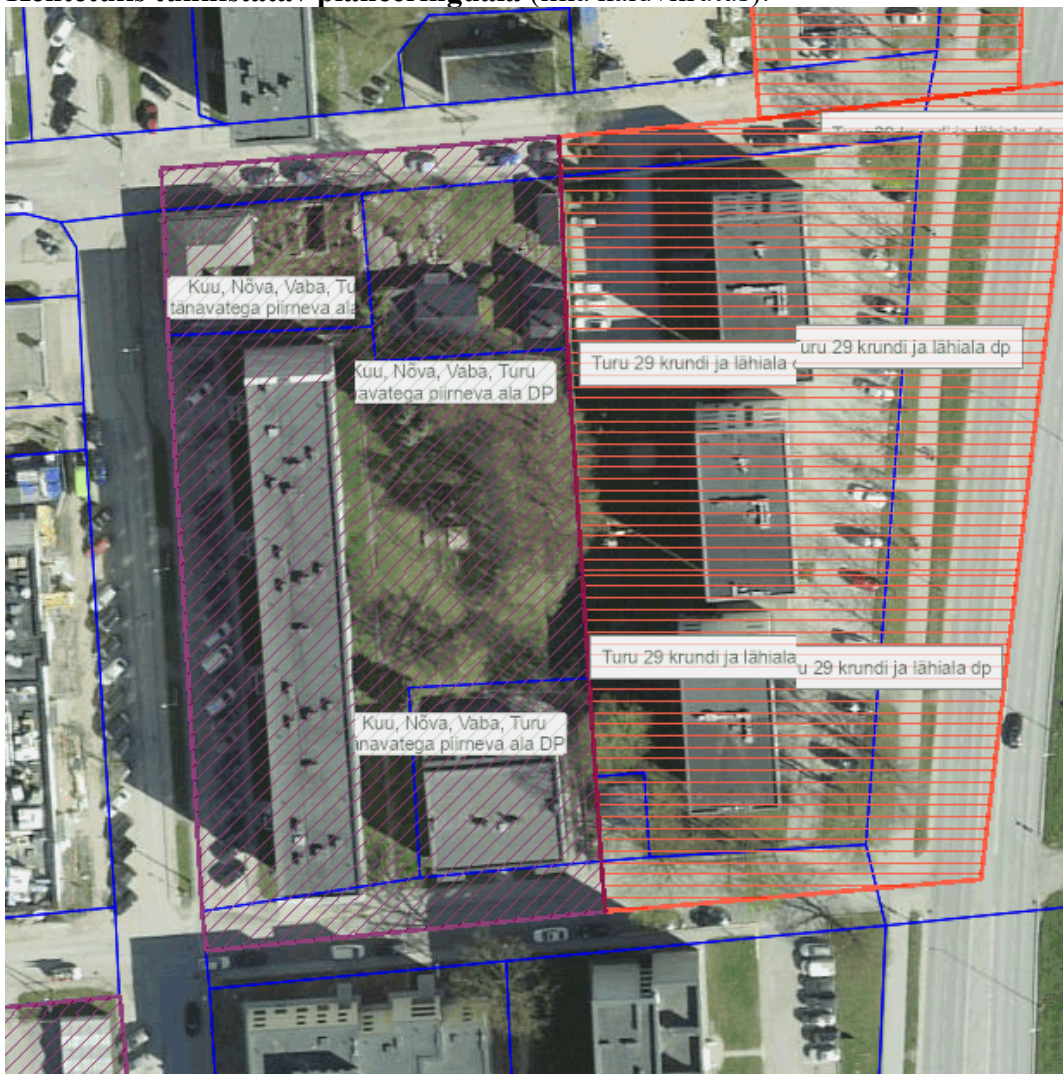 Kuu, Nõva, Vaba, Tu
tänavatega piirneva ala
Kuu, Nõva, Vaba, Turu
navatega piirneva ala DP
Turu 29 krundi ja lähiala
uru 29 krundi ja lähiala dp
Turu 29 krundi ja lähiala
u 29 krundi ja lähiala dp
Kuu, Nõva, Vaba, Turu
navatega piirneva ala DP